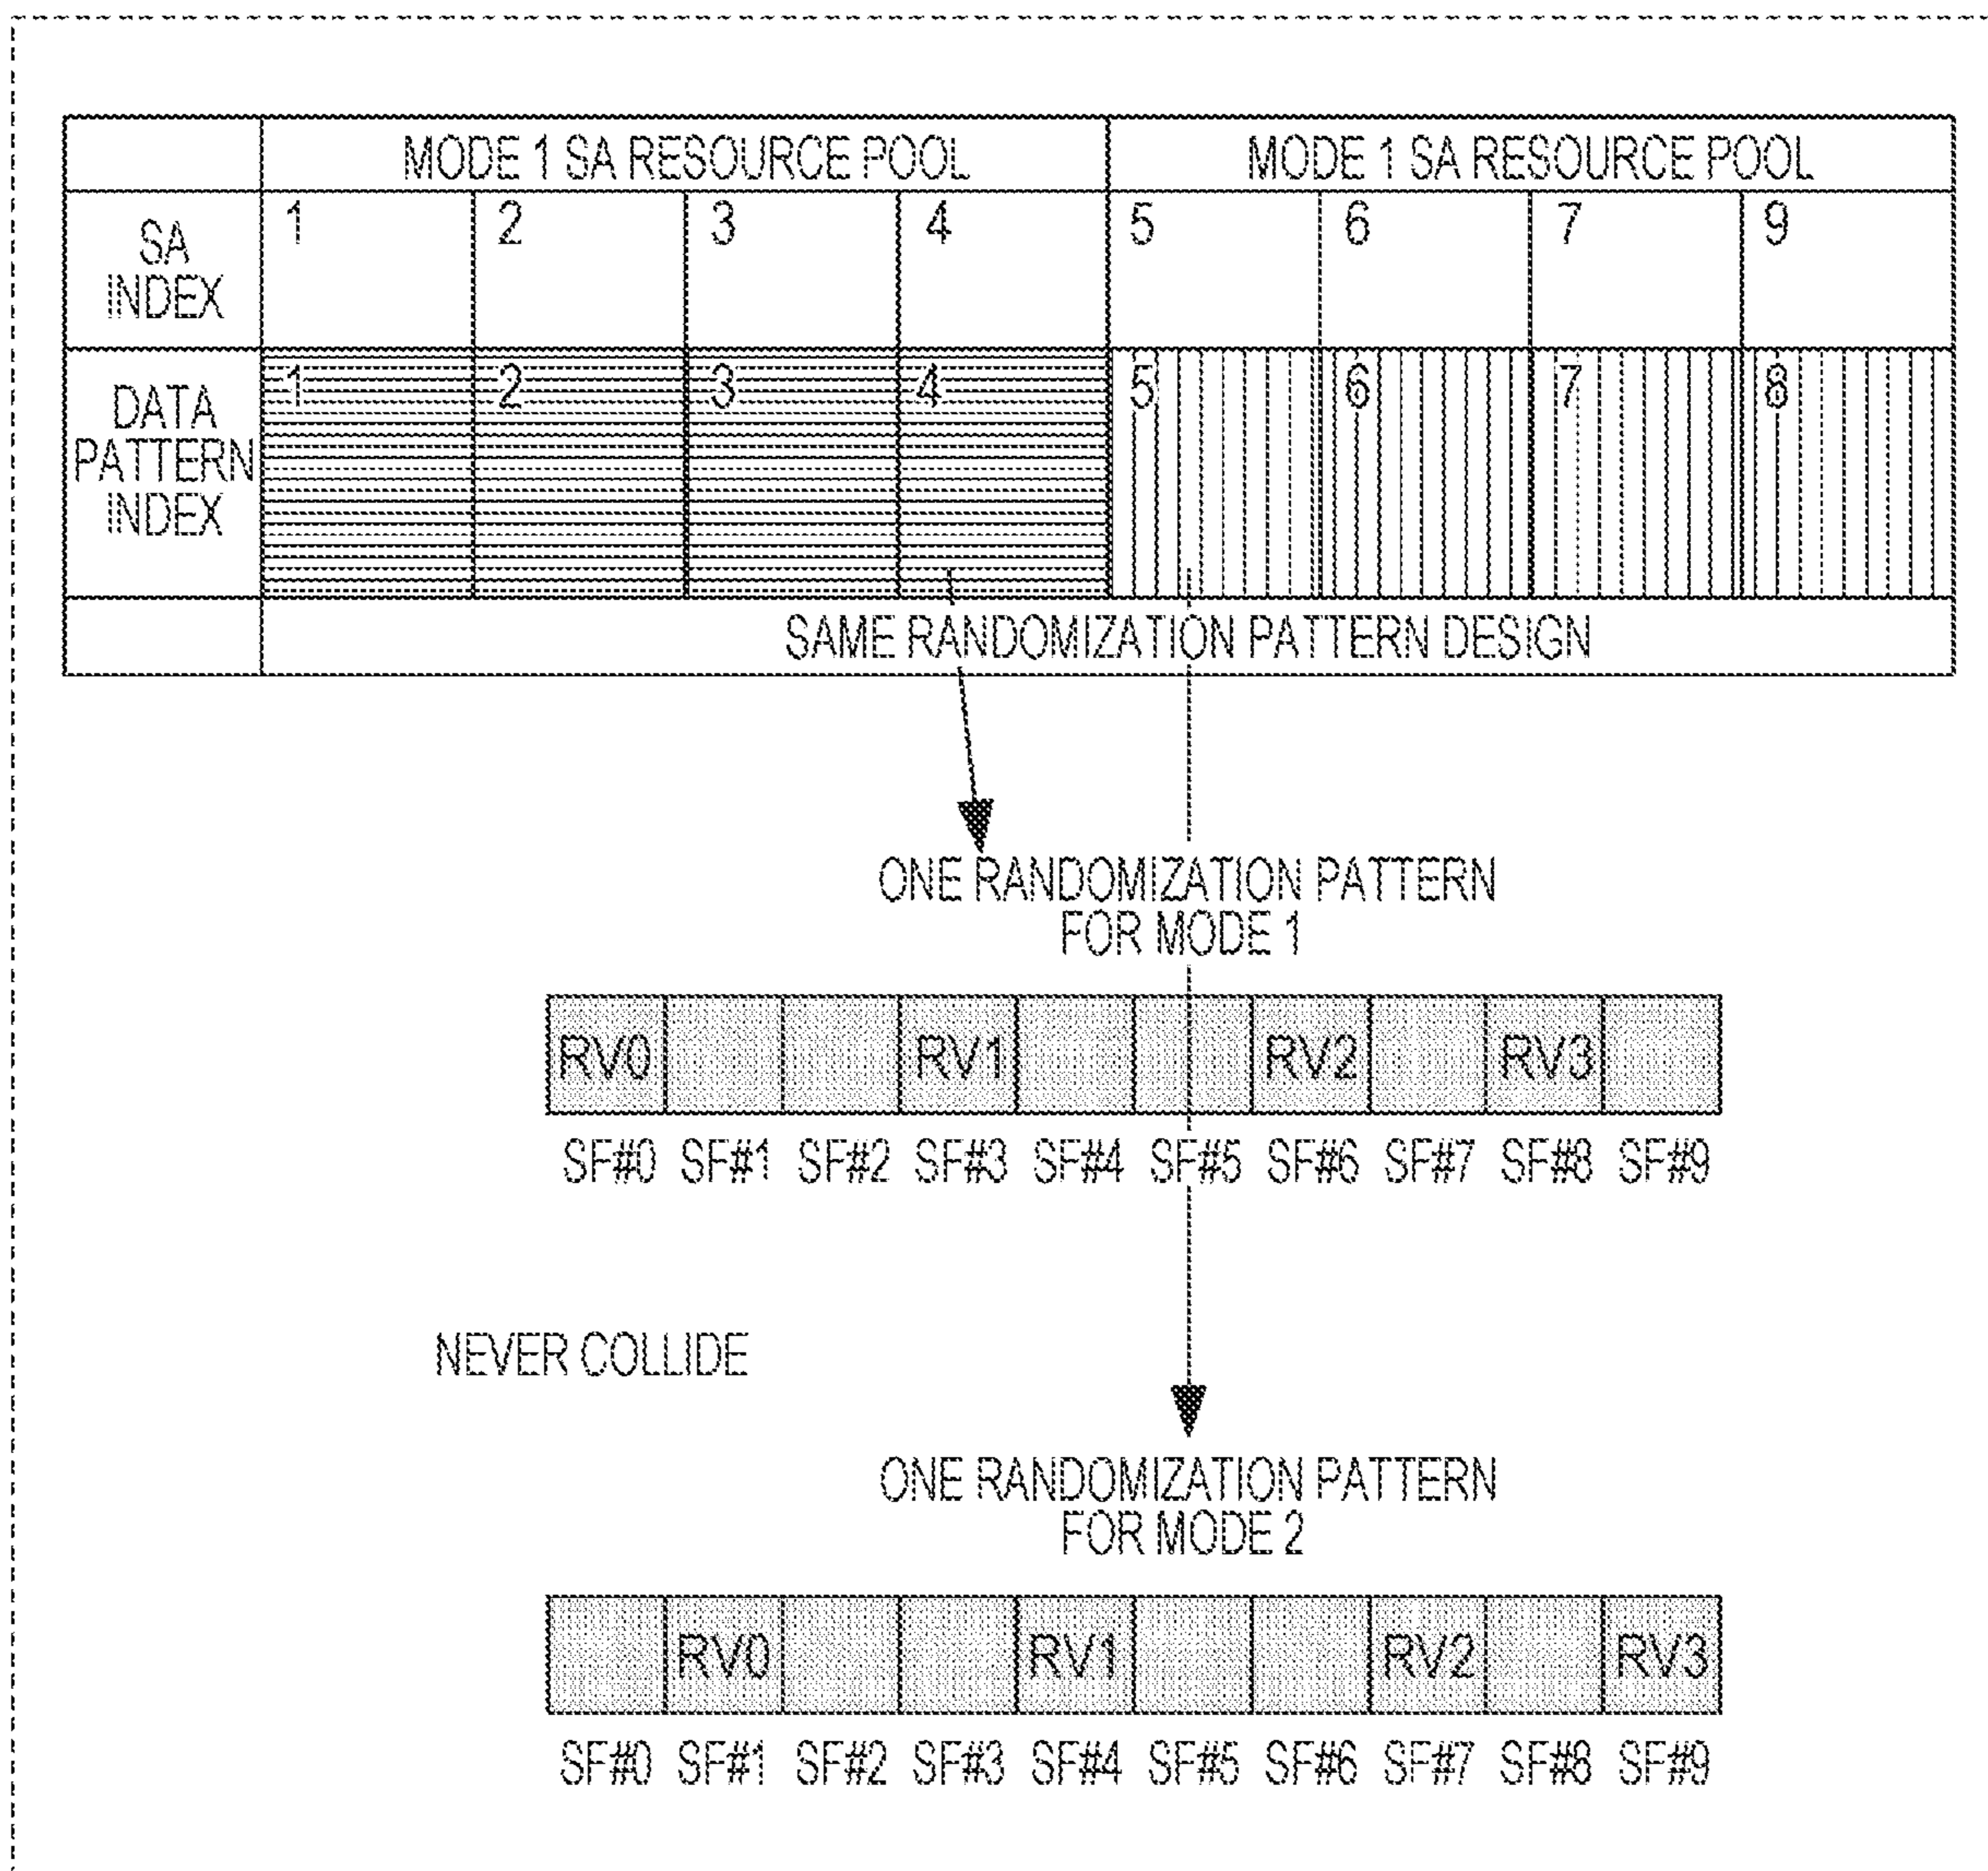 MODE 1 SA RESOURCE POOL MODE 1 SA RESOURCE POOL
SA INDEX 1 2 3 4 5 6 7 9
DATA PATTERN INDEX 1 2 3 4 5 6 7 8
SAME RANDOMIZATION PATTERN DESIGN
ONE RANDOMIZATION PATTERN
FOR MODE 1
RV0 RV1 RV2 RV3
SF#0 SF#1 SF#2 SF#3 SF#4 SF#5 SF#6 SF#7 SF#8 SF#9
NEVER COLLIDE
ONE RANDOMIZATION PATTERN
FOR MODE 2
RV0 RV1 RV2 RV3
SF#0 SF#1 SF#2 SF#3 SF#4 SF#5 SF#6 SF#7 SF#8 SF#9